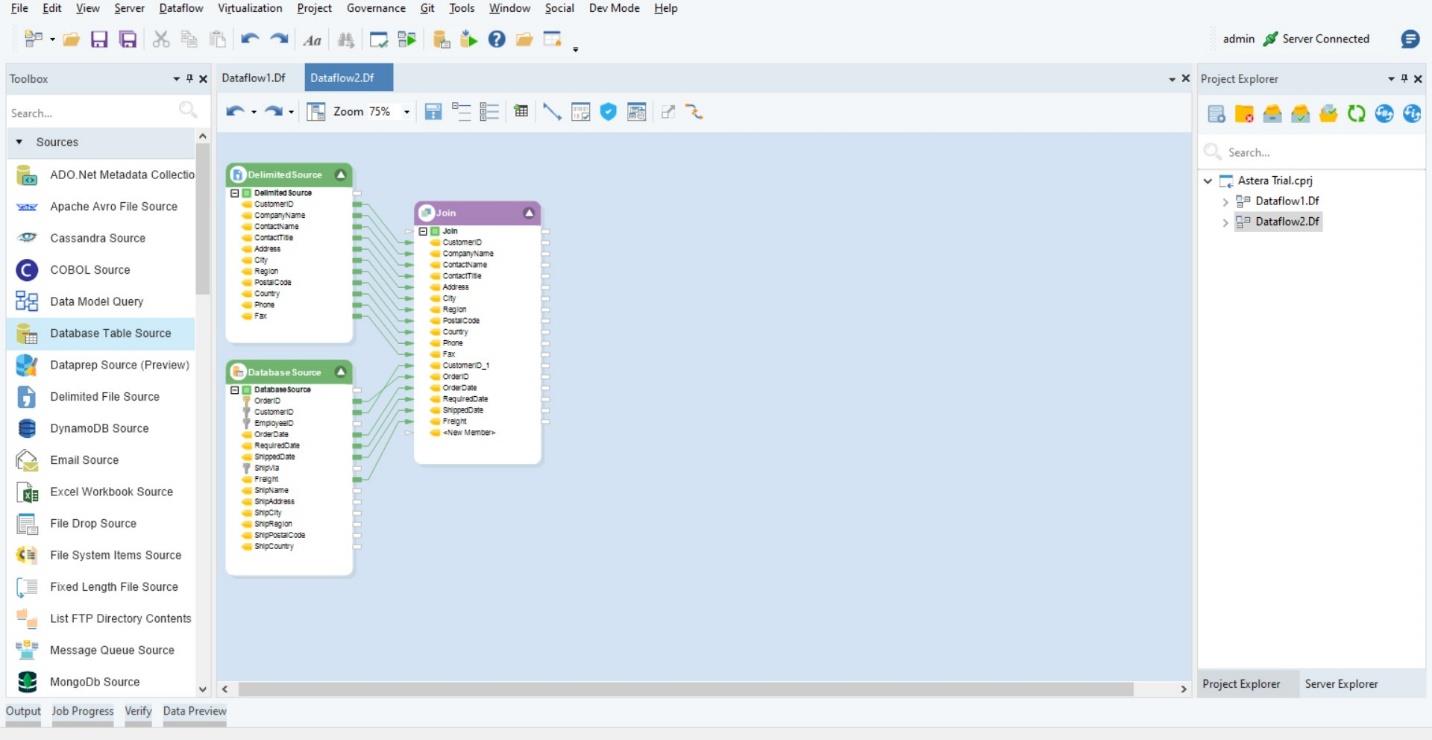 File Edit View Server Dataflow Virtualization Project Governance Git Tools Window Social Dev Mode Help
Aa
admin Server Connected
Toolbox
Search...
Sources
ADO.Net Metadata Collectio
Apache Avro File Source
Cassandra Source
COBOL Source
Data Model Query
Database Table Source
Dataprep Source (Preview)
Delimited File Source
DynamoDB Source
Email Source
Excel Workbook Source
File Drop Source
File System Items Source
Fixed Length File Source
List FTP Directory Contents
Message Queue Source
MongoDb Source
Dataflow1.Df Dataflow2.Df
Zoom 75%
DelimitedSource
DelimitedSource
CustomerID
CompanyName
ContactName
ContactTitle
Address
City
Region
PostalCode
Country
Phone
Fax
DatabaseSource
DatabaseSource
OrderID
CustomerID
EmployeeID
OrderDate
RequiredDate
ShippedDate
ShipVia
Freight
ShipName
ShipAddress
ShipCity
ShipRegion
ShipPostalCode
ShipCountry
Join
Join
CustomerID
CompanyName
ContactName
ContactTitle
Address
City
Region
PostalCode
Country
Phone
Fax
CustomerID_1
OrderID
OrderDate
RequiredDate
ShippedDate
Freight
<New Member>
Project Explorer
Search...
Astera Trial.cprj
Dataflow1.Df
Dataflow2.Df
Project Explorer Server Explorer
Output Job Progress Verify Data Preview